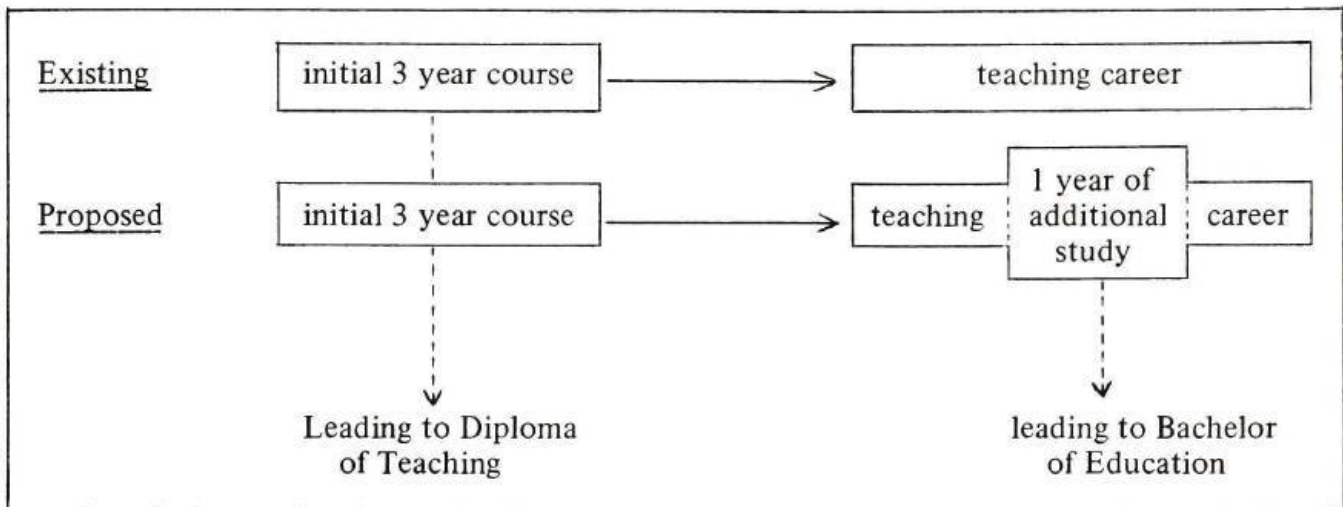 Existing
initial 3 year course
teaching career
Proposed
initial 3 year course
teaching
1 year of
additional
study
career
Leading to Diploma
of Teaching
leading to Bachelor
of Education